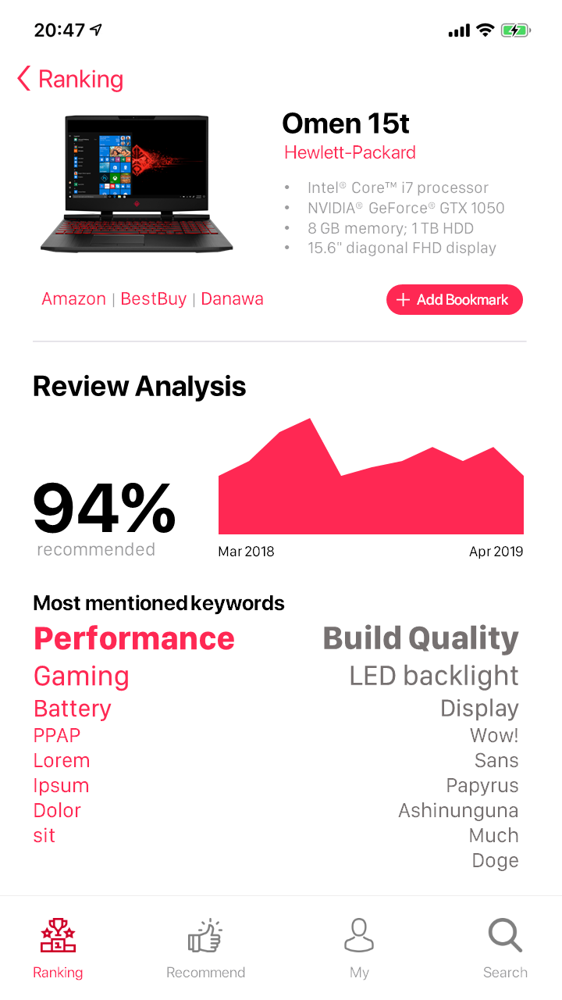 20:47
Ranking
Omen 15t
Hewlett-Packard
• Intel® Core™ i7 processor
• NVIDIA® GeForce® GTX 1050
• 8 GB memory; 1 TB HDD
• 15.6" diagonal FHD display
Amazon | BestBuy | Danawa
+ Add Bookmark
Review Analysis
94%
recommended
Mar 2018
Apr 2019
Most mentioned keywords
Performance
Gaming
Battery
PPAP
Lorem
Ipsum
Dolor
sit
Build Quality
LED backlight
Display
Wow!
Sans
Papyrus
Ashinunguna
Much
Doge
1
Ranking
Recommend
My
Search